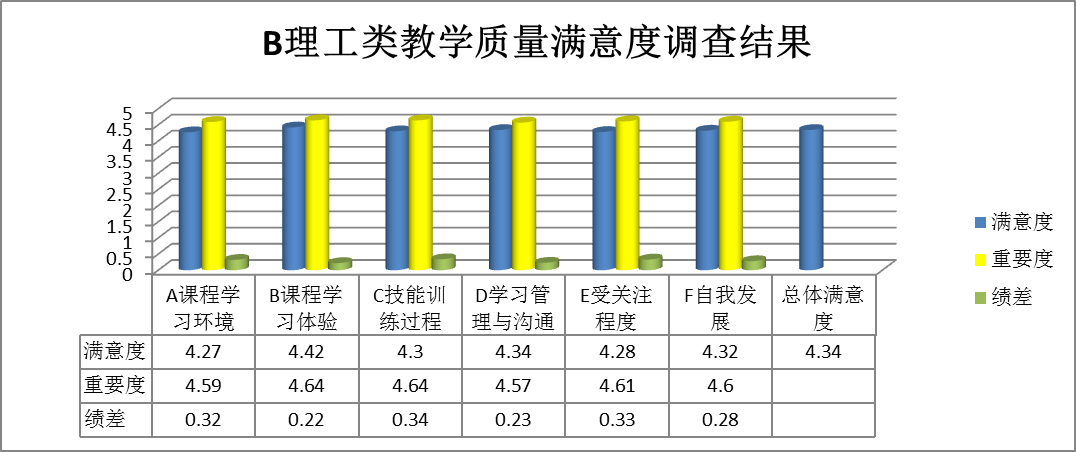 B理工类教学质量满意度调查结果
5
4.5
4
3.5
3
2.5
2
1.5
1
0.5
0
满意度
重要度
绩差
A课程学
习环境
B课程学
习体验
C技能训
练过程
D学习管
理与沟通
E受关注
程度
F自我发
展
总体满意
度
满意度 4.27 4.42 4.3 4.34 4.28 4.32 4.34
重要度 4.59 4.64 4.64 4.57 4.61 4.6
绩差 0.32 0.22 0.34 0.23 0.33 0.28